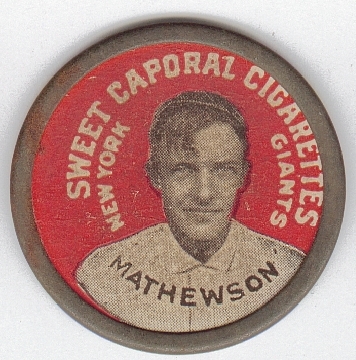 SWEET CAPORAL CIGARETTES
NEW YORK
GIANTS
MATHEWSON